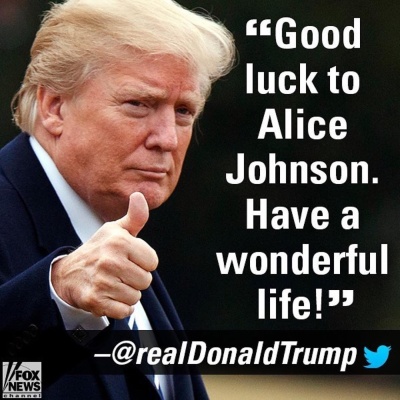 “Good
luck to
Alice
Johnson.
Have a
wonderful
life!”
–@realDonaldTrump
FOX
NEWS
channel